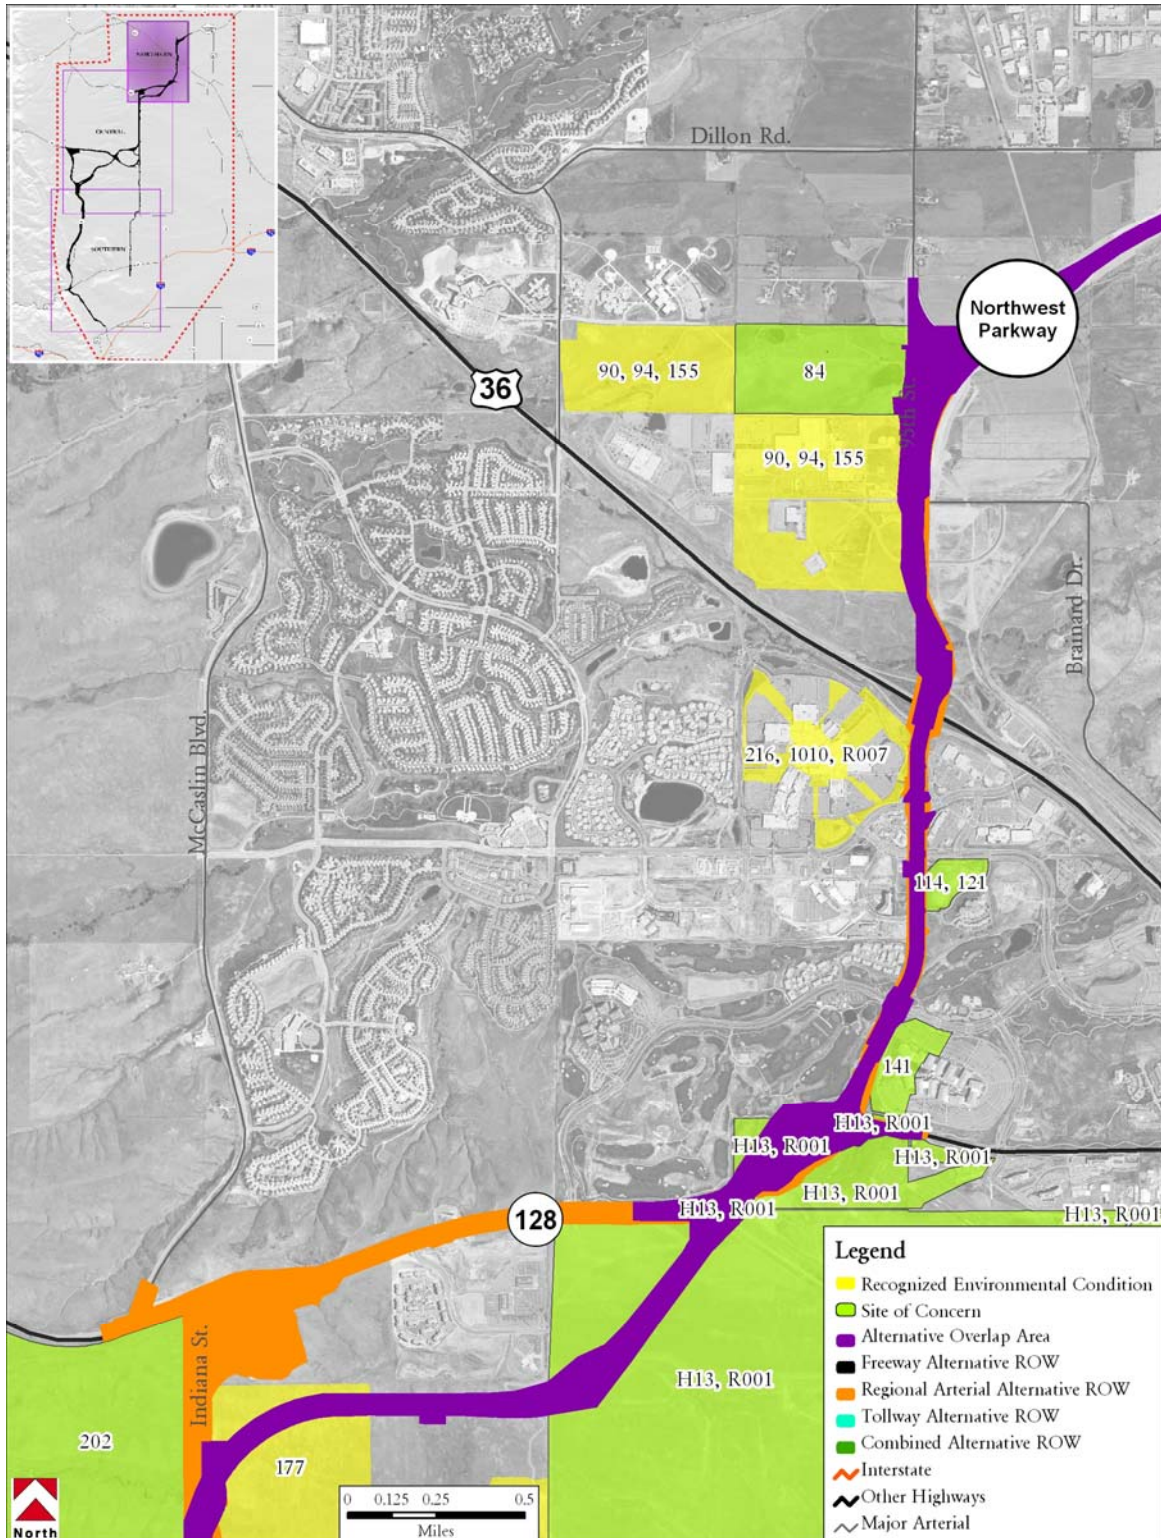 NORTHERN
CENTRAL
SOUTHERN
Dillon Rd.
Northwest
Parkway
36
90, 94, 155
84
95th St.
90, 94, 155
Brainard Dr.
McCaslin Blvd.
216, 1010, R007
114, 121
141
H13, R001
H13, R001
H13, R001
H13, R001
H13, R001
H13, R001
128
Indiana St.
H13, R001
202
177
Legend
Recognized Environmental Condition
Site of Concern
Alternative Overlap Area
Freeway Alternative ROW
Regional Arterial Alternative ROW
Tollway Alternative ROW
Combined Alternative ROW
Interstate
Other Highways
Major Arterial
North
0 0.125 0.25 0.5
Miles